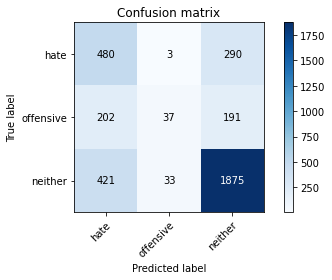 Confusion matrix
True label
hate 480 3 290
offensive 202 37 191
neither 421 33 1875
hate offensive neither
Predicted label
1750
1500
1250
1000
750
500
250